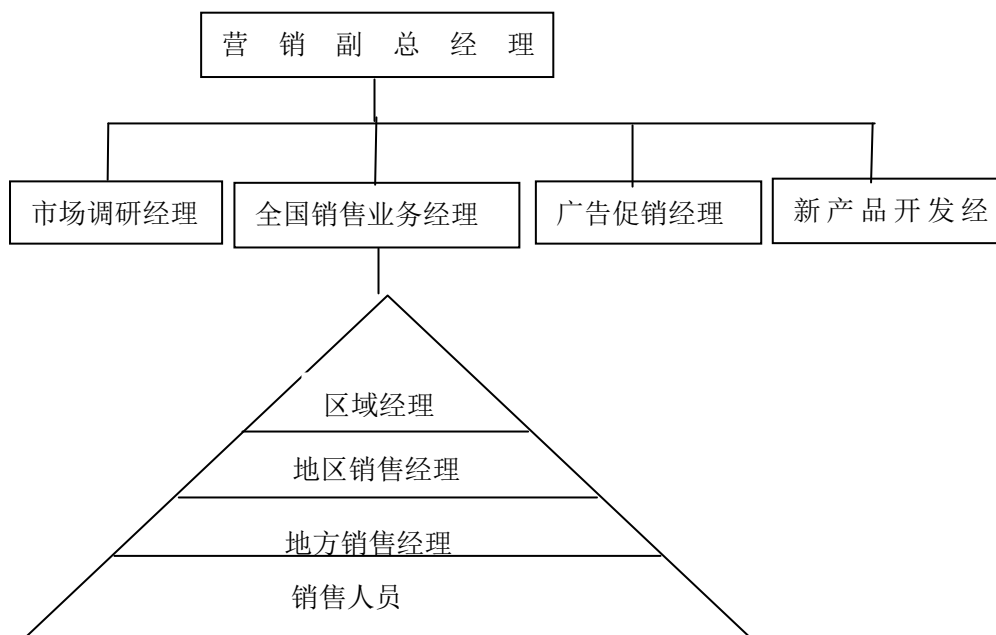 营销副总经理
市场调研经理
全国销售业务经理
广告促销经理
新产品开发经
区域经理
地区销售经理
地方销售经理
销售人员